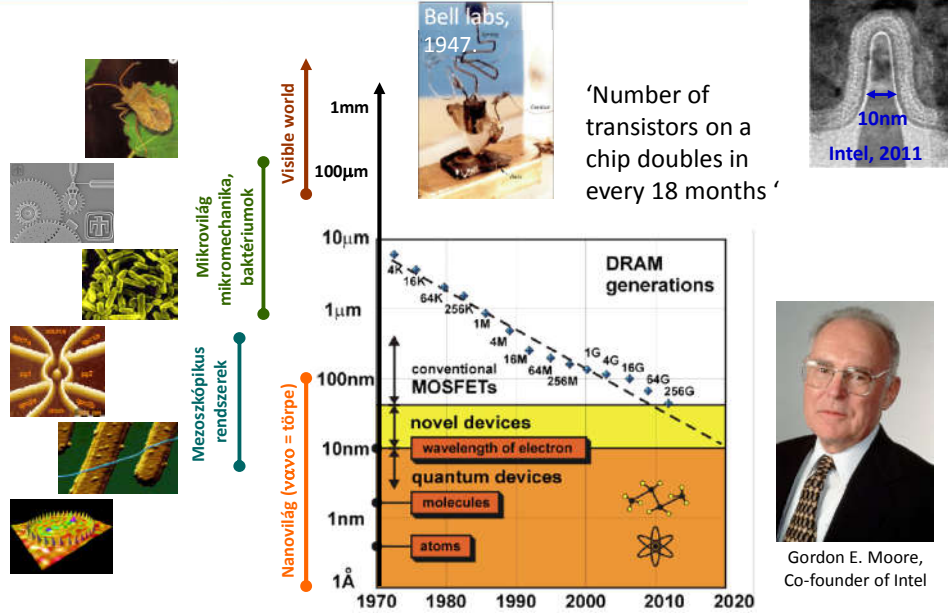 Bell labs,
1947.
10nm
Intel, 2011
'Number of
transistors on a
chip doubles in
every 18 months '
Visible world
Mikrovilág
mikromechanika,
baktériumok
Mezoszkópikus
rendszerek
Nanovilág (νανο = törpe)
1mm
100μm
10μm
1μm
100nm
10nm
1nm
1Å
DRAM
generations
4K
16K
64K
256K
1M
4M
16M
64M
256M
1G
4G
16G
64G
256G
conventional
MOSFETs
novel devices
wavelength of electron
quantum devices
molecules
atoms
1970
1980
1990
2000
2010
2020
Gordon E. Moore,
Co-founder of Intel